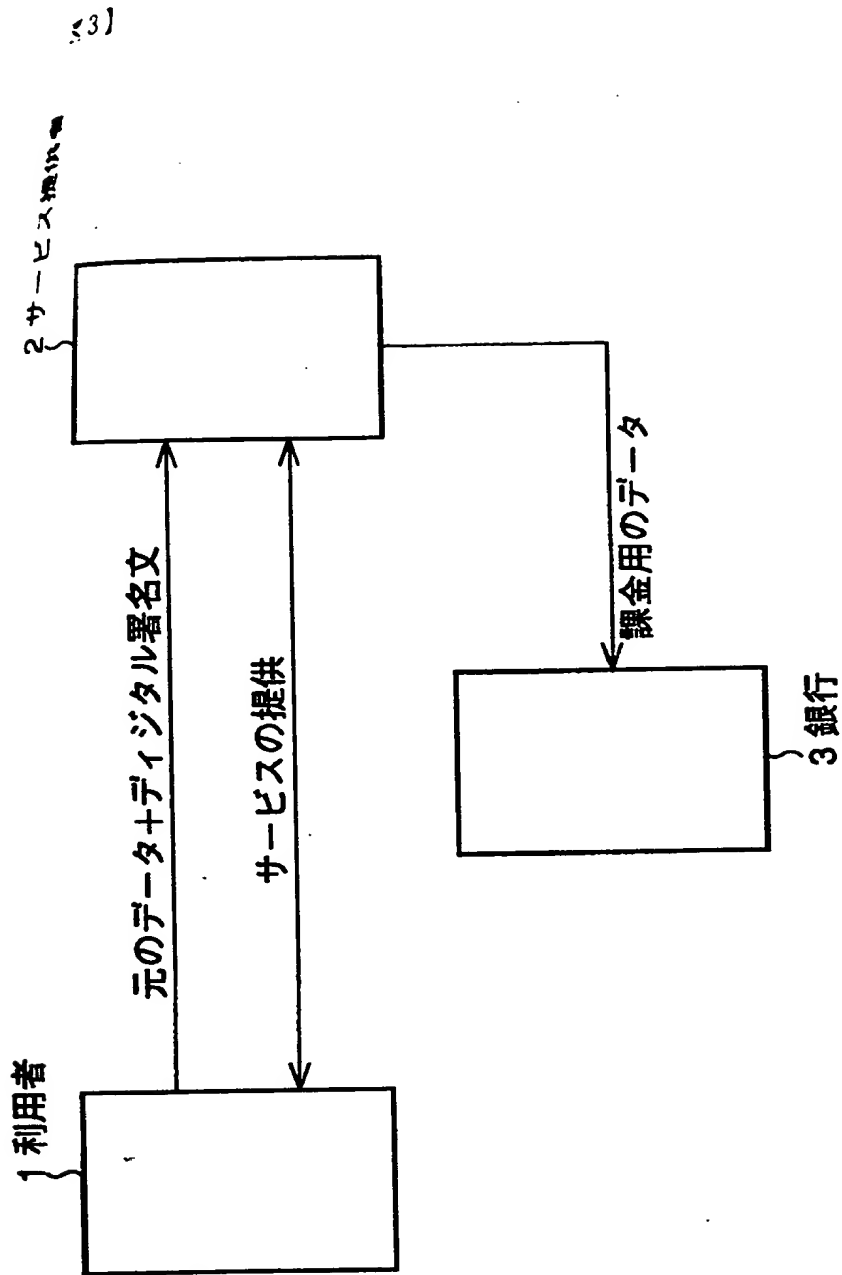 3】
1 利用者
元のデータ+ディジタル署名文
サービスの提供
2 サービス提供者
課金用のデータ
3 銀行